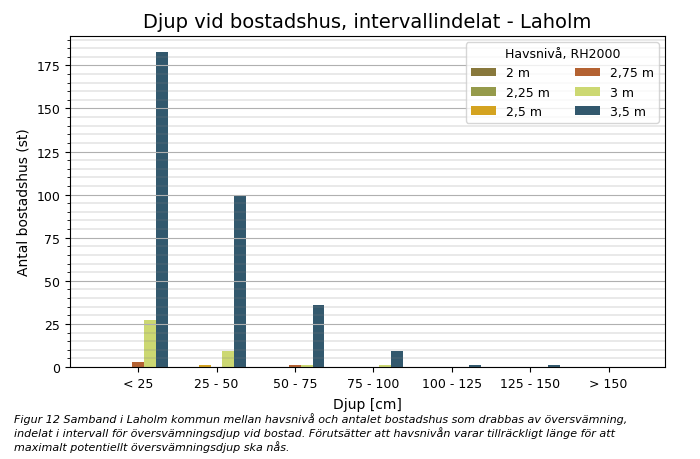 Djup vid bostadshus, intervallindelat - Laholm
Havsnivå, RH2000
2 m
2,25 m
2,5 m
2,75 m
3 m
3,5 m
Antal bostadshus (st)
175
150
125
100
75
50
25
0
< 25
25 - 50
50 - 75
75 - 100
100 - 125
125 - 150
> 150
Djup [cm]
Figur 12 Samband i Laholm kommun mellan havsnivå och antalet bostadshus som drabbas av översvämning,
indelat i intervall för översvämningsdjup vid bostad. Förutsätter att havsnivån varar tillräckligt länge för att
maximalt potentiellt översvämningsdjup ska nås.